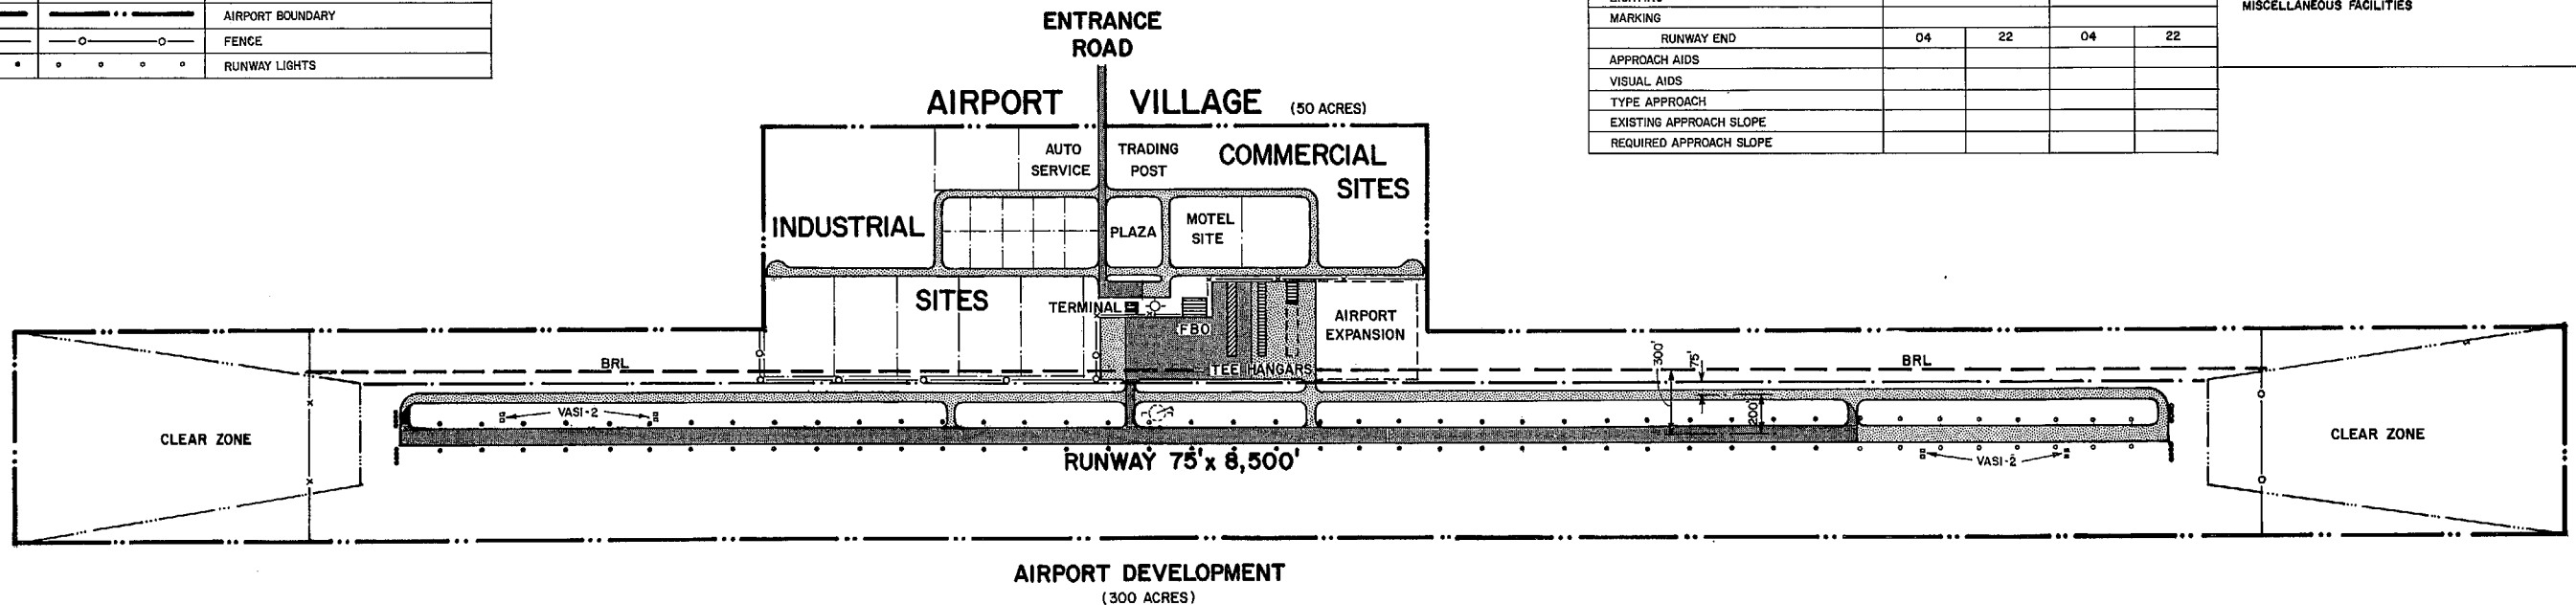 AIRPORT BOUNDARY
FENCE
RUNWAY LIGHTS
ENTRANCE
ROAD
MARKING
RUNWAY END 04 22 04 22
APPROACH AIDS
VISUAL AIDS
TYPE APPROACH
EXISTING APPROACH SLOPE
REQUIRED APPROACH SLOPE
MISCELLANEOUS FACILITIES
AIRPORT VILLAGE (50 ACRES)
AUTO
SERVICE
TRADING
POST
COMMERCIAL
SITES
INDUSTRIAL
SITES
PLAZA
MOTEL
SITE
TERMINAL
FBO
AIRPORT
EXPANSION
TEE HANGARS
BRL
BRL
300'
75'
200'
VASI-2
VASI-2
CLEAR ZONE
CLEAR ZONE
RUNWAY 75' x 8,500'
AIRPORT DEVELOPMENT
(300 ACRES)